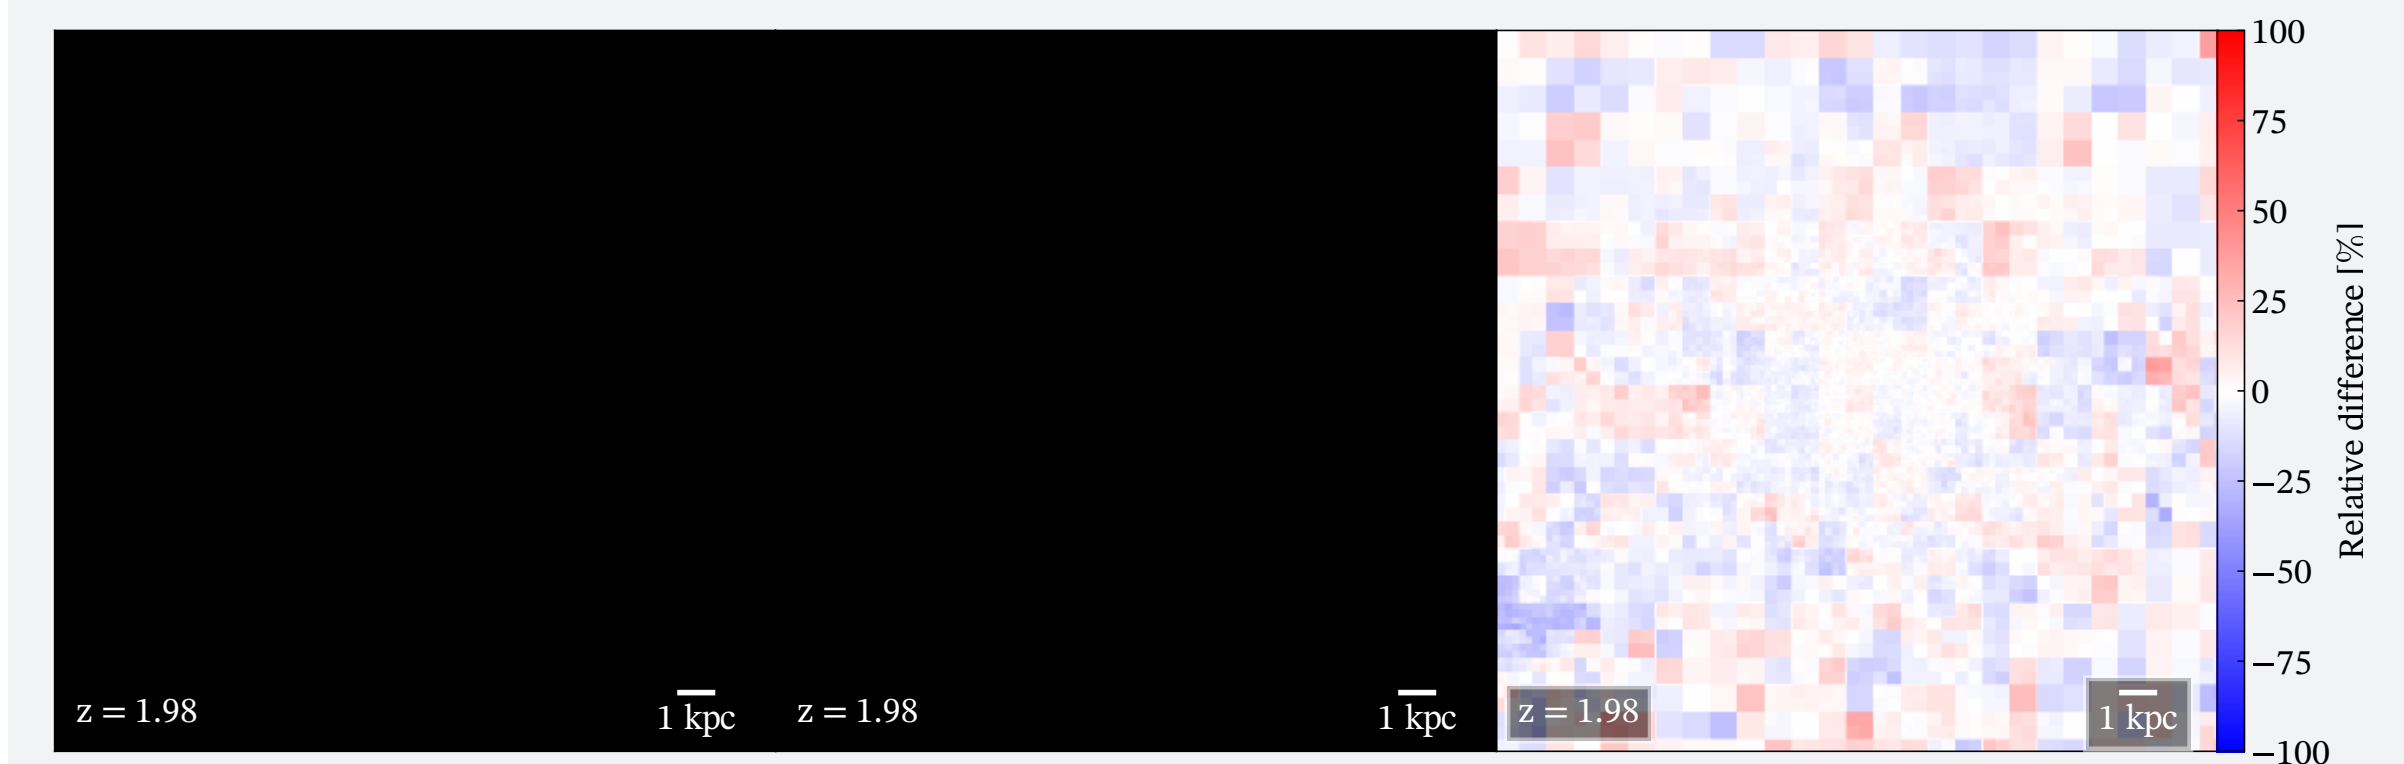 z = 1.98
1 kpc
z = 1.98
1 kpc
z = 1.98
1 kpc
100
75
50
25
0
−25
−50
−75
−100
Relative difference [%]